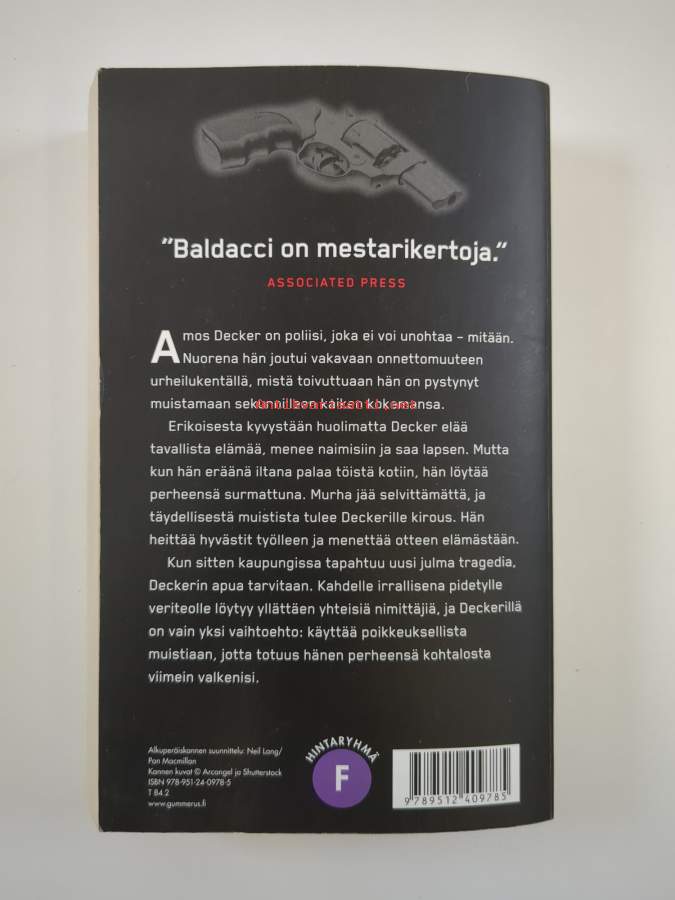 "Baldacci on mestarikertoja."
ASSOCIATED PRESS
Amos Decker on poliisi, joka ei voi unohtaa – mitään.
Nuorena hän joutui vakavaan onnettomuuteen
urheilukentällä, mistä toivuttuaan hän on pystynyt
muistamaan sekunnilleen kaiken kokemansa.
Antikvariaatti.net
Erikoisesta kyvystään huolimatta Decker elää
tavallista elämää, menee naimisiin ja saa lapsen. Mutta
kun hän eräänä iltana palaa töistä kotiin, hän löytää
perheensä surmattuna. Murha jää selvittämättä, ja
täydellisestä muistista tulee Deckerille kirous. Hän
heittää hyvästit työlleen ja menettää otteen elämästään.
Kun sitten kaupungissa tapahtuu uusi julma tragedia,
Deckerin apua tarvitaan. Kahdelle irrallisena pidetylle
veriteolle löytyy yllättäen yhteisiä nimittäjiä, ja Deckerillä
on vain yksi vaihtoehto: käyttää poikkeuksellista
muistiaan, jotta totuus hänen perheensä kohtalosta
viimein valkenisi.
Alkuperäiskannen suunnittelu: Neil Lang/
Pan Macmillan
Kannen kuvat © Arcangel ja Shutterstock
ISBN 978-951-24-0978-5
T 84.2
www.gummerus.fi
HINTARYHMÄ
F
9 789512 409785